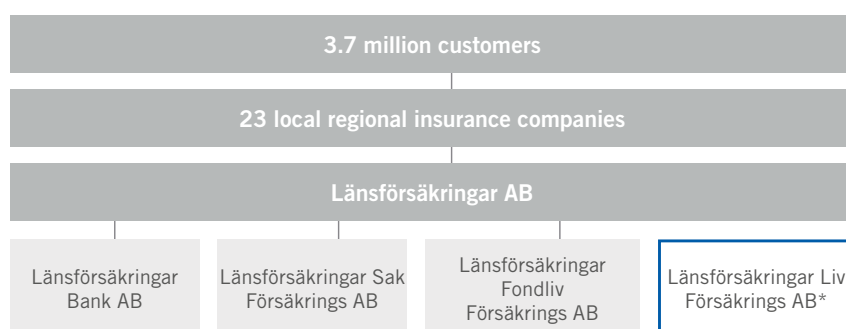 3.7 million customers
23 local regional insurance companies
Länsförsäkringar AB
Länsförsäkringar
Bank AB
Länsförsäkringar Sak
Försäkrings AB
Länsförsäkringar
Fondliv
Försäkrings AB
Länsförsäkringar Liv
Försäkrings AB*